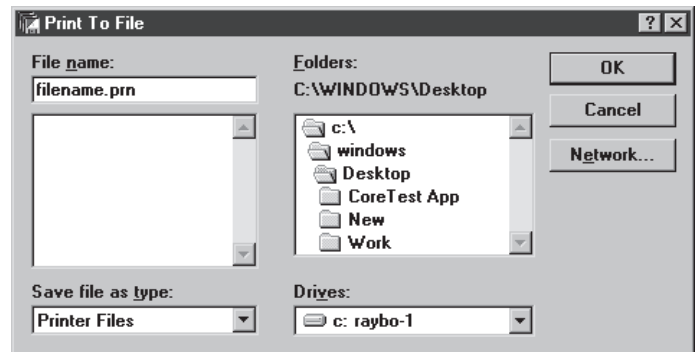 Print To File
File name:
filename.prn
Folders:
C:\WINDOWS\Desktop
c:\
windows
Desktop
CoreTest App
New
Work
OK
Cancel
Network...
Save file as type:
Printer Files
Drives:
c: raybo-1